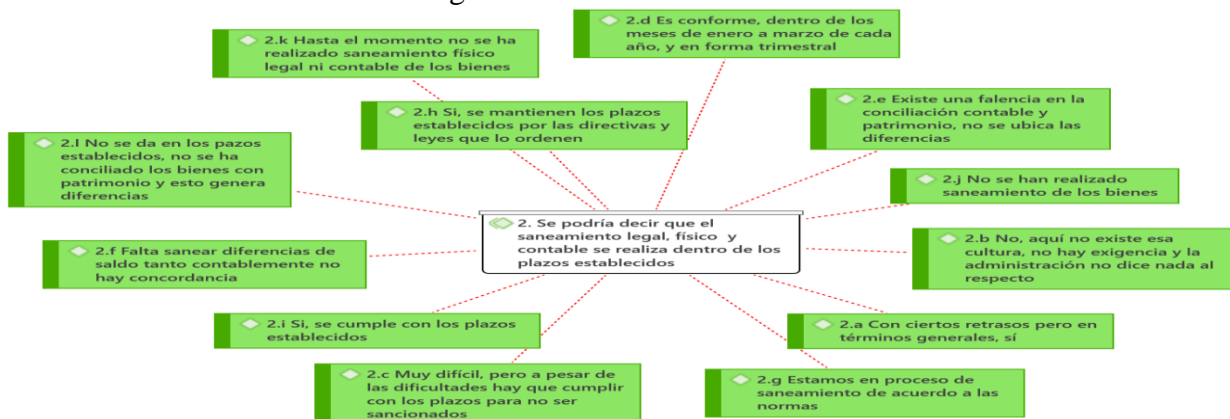 2.k Hasta el momento no se ha
realizado saneamiento físico
legal ni contable de los bienes
2.d Es conforme, dentro de los
meses de enero a marzo de cada
año, y en forma trimestral
2.h Si, se mantienen los plazos
establecidos por las directivas y
leyes que lo ordenen
2.e Existe una falencia en la
conciliación contable y
patrimonio, no se ubica las
diferencias
2.l No se da en los pazos
establecidos, no se ha
conciliado los bienes con
patrimonio y esto genera
diferencias
2.j No se han realizado
saneamiento de los bienes
2. Se podría decir que el
saneamiento legal, físico y
contable se realiza dentro de los
plazos establecidos
2.f Falta sanear diferencias de
saldo tanto contablemente no
hay concordancia
2.b No, aquí no existe esa
cultura, no hay exigencia y la
administración no dice nada al
respecto
2.i Si, se cumple con los plazos
establecidos
2.a Con ciertos retrasos pero en
términos generales, sí
2.c Muy difícil, pero a pesar de
las dificultades hay que cumplir
con los plazos para no ser
sancionados
2.g Estamos en proceso de
saneamiento de acuerdo a las
normas